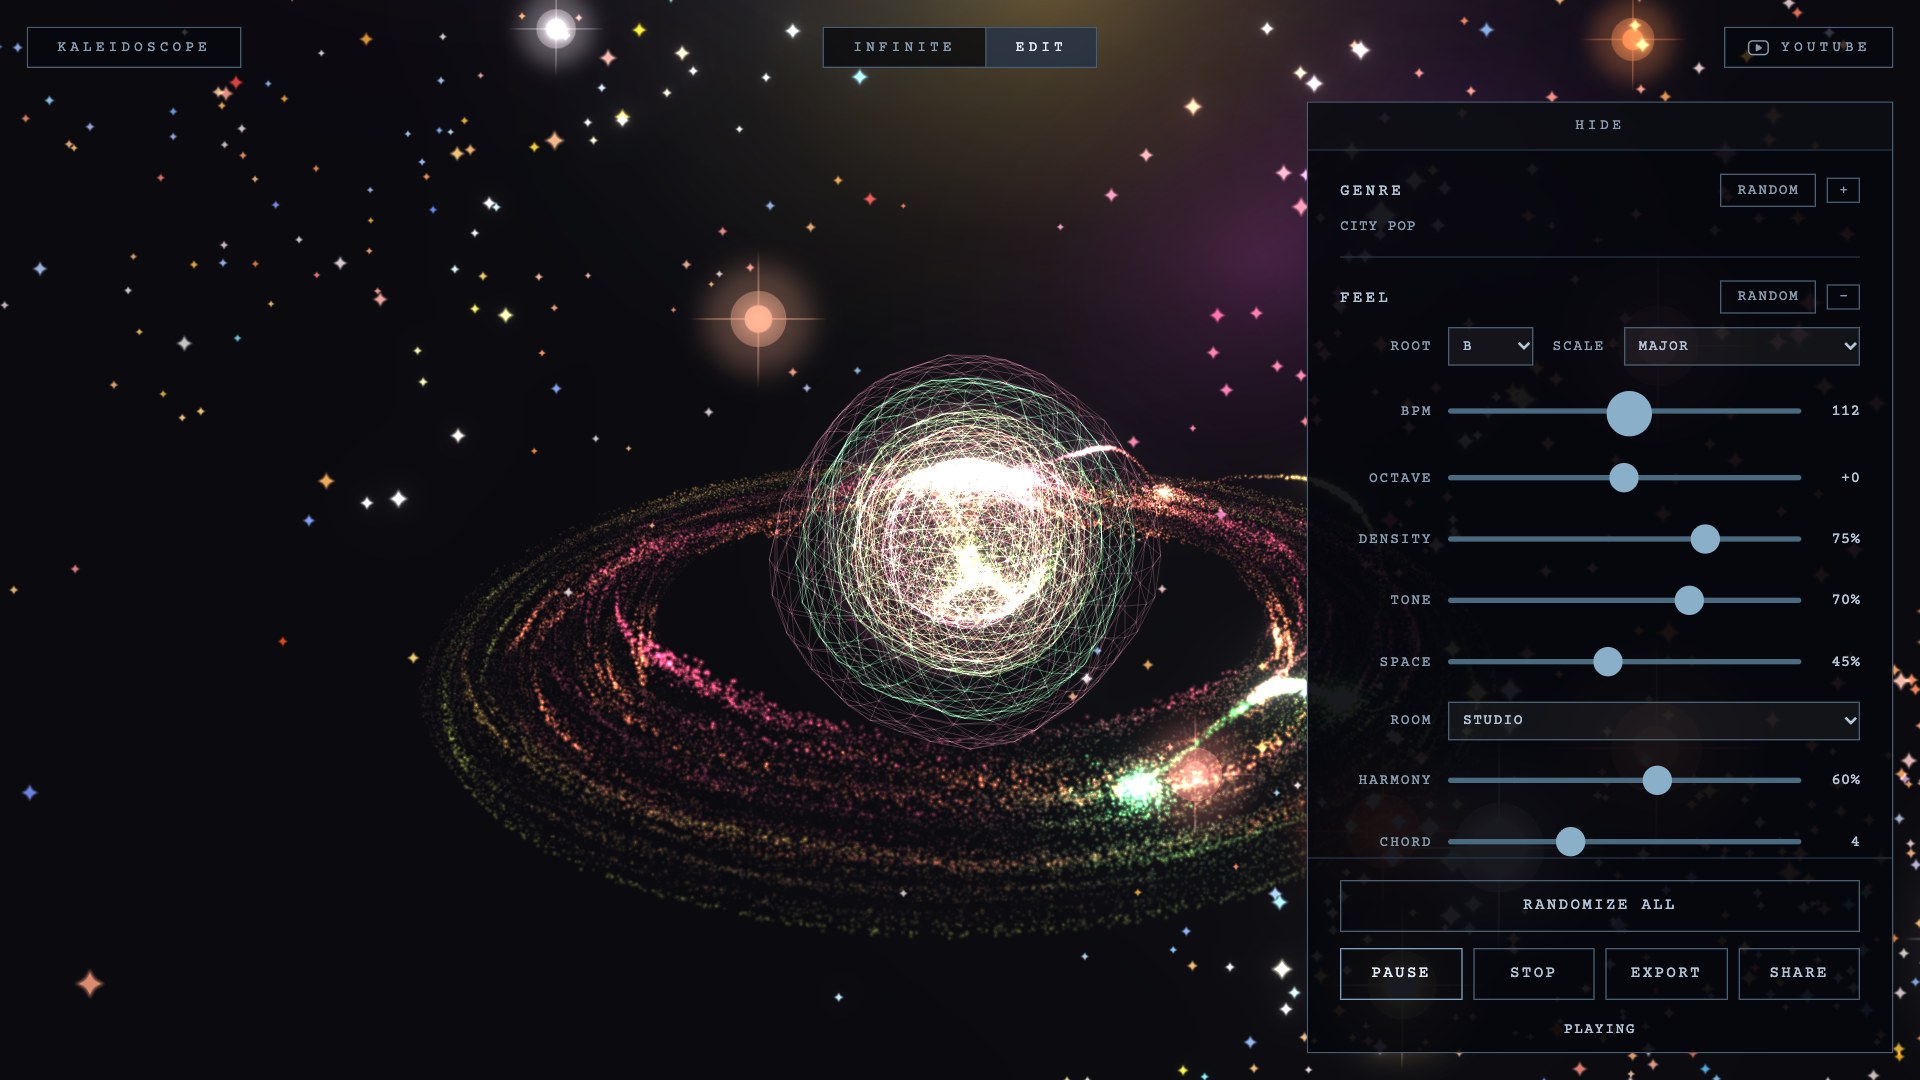 KALEIDOSCOPE
INFINITE EDIT
YOUTUBE
HIDE
GENRE RANDOM +
CITY POP
FEEL RANDOM −
ROOT B SCALE MAJOR
BPM 112
OCTAVE +0
DENSITY 75%
TONE 70%
SPACE 45%
ROOM STUDIO
HARMONY 60%
CHORD 4
RANDOMIZE ALL
PAUSE STOP EXPORT SHARE
PLAYING